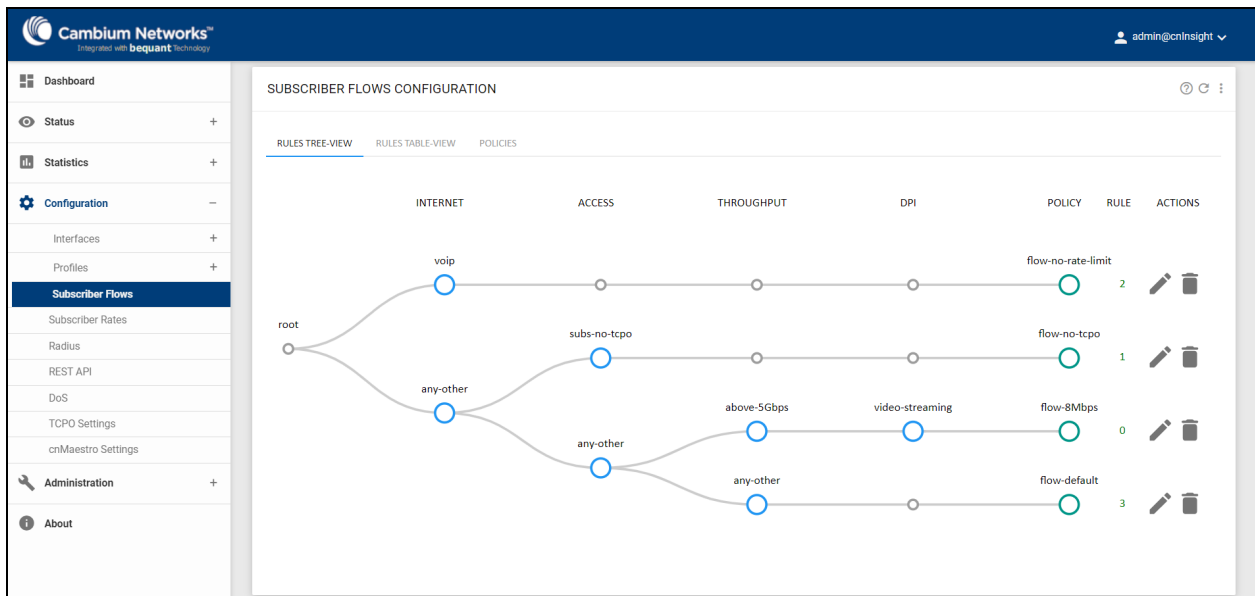 Cambium Networks™
Integrated with bequant Technology
admin@cnInsight
Dashboard
Status +
Statistics +
Configuration −
Interfaces +
Profiles +
Subscriber Flows
Subscriber Rates
Radius
REST API
DoS
TCPO Settings
cnMaestro Settings
Administration +
About
SUBSCRIBER FLOWS CONFIGURATION
RULES TREE-VIEW RULES TABLE-VIEW POLICIES
INTERNET ACCESS THROUGHPUT DPI POLICY RULE ACTIONS
voip flow-no-rate-limit
2
root
subs-no-tcpo flow-no-tcpo
1
any-other
above-5Gbps video-streaming flow-8Mbps
0
any-other
any-other flow-default
3